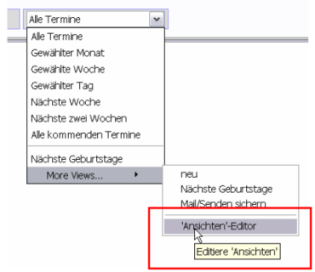 Alle Termine
Alle Termine
Gewählter Monat
Gewählte Woche
Gewählter Tag
Nächste Woche
Nächste zwei Wochen
Alle kommenden Termine
Nächste Geburtstage
More Views...
neu
Nächste Geburtstage
Mail/Senden sichern
'Ansichten'-Editor
Editiere 'Ansichten'